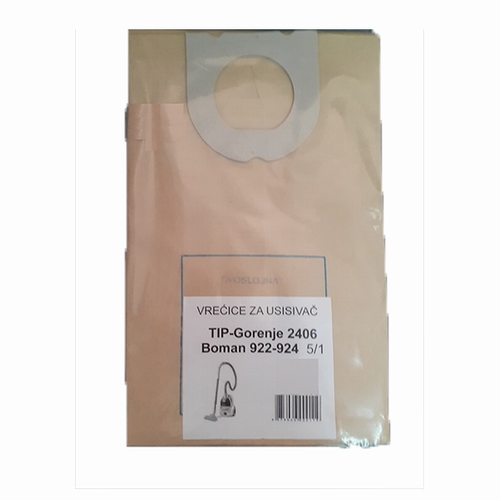 VREĆICE ZA USISIVAČ
TIP-Gorenje 2406
Boman 922-924 5/1